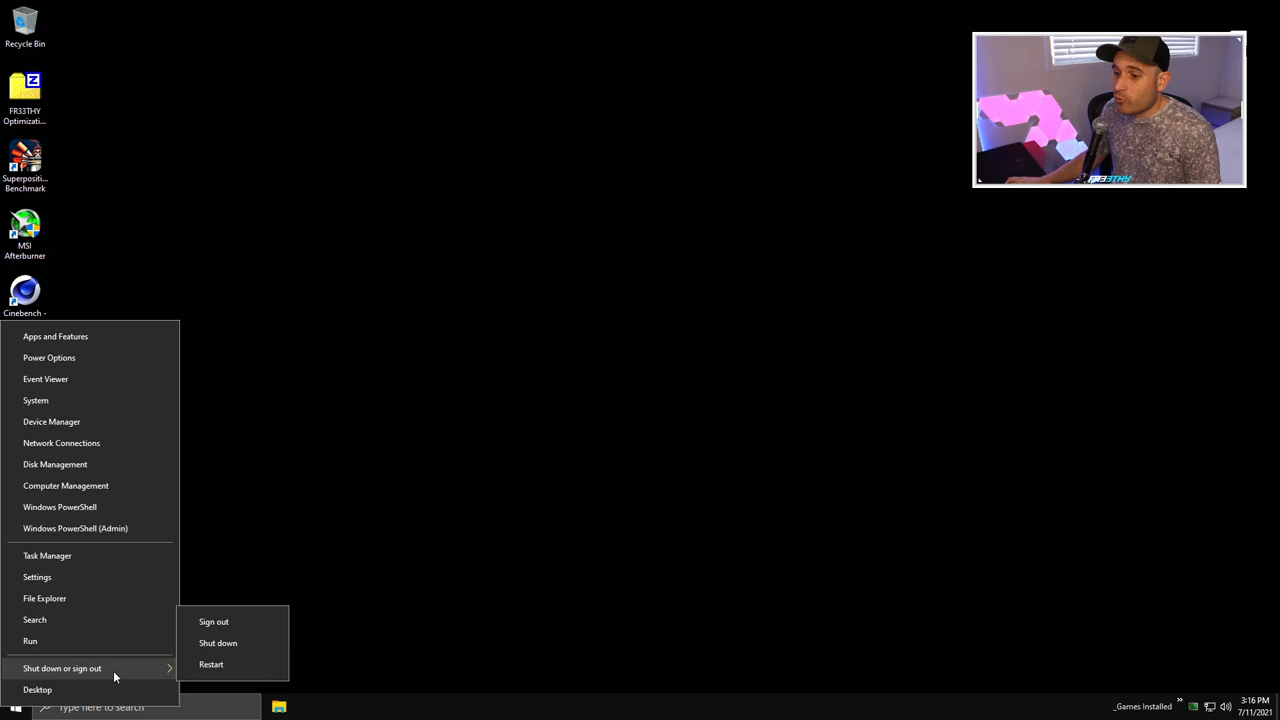 Recycle Bin
Z
FR33THY
Optimizati...
Superpositi...
Benchmark
MSI
Afterburner
Cinebench -
Apps and Features
Power Options
Event Viewer
System
Device Manager
Network Connections
Disk Management
Computer Management
Windows PowerShell
Windows PowerShell (Admin)
Task Manager
Settings
File Explorer
Search
Run
Shut down or sign out
Desktop
Sign out
Shut down
Restart
Type here to search
_Games Installed
3:16 PM
7/11/2021
FR33THY